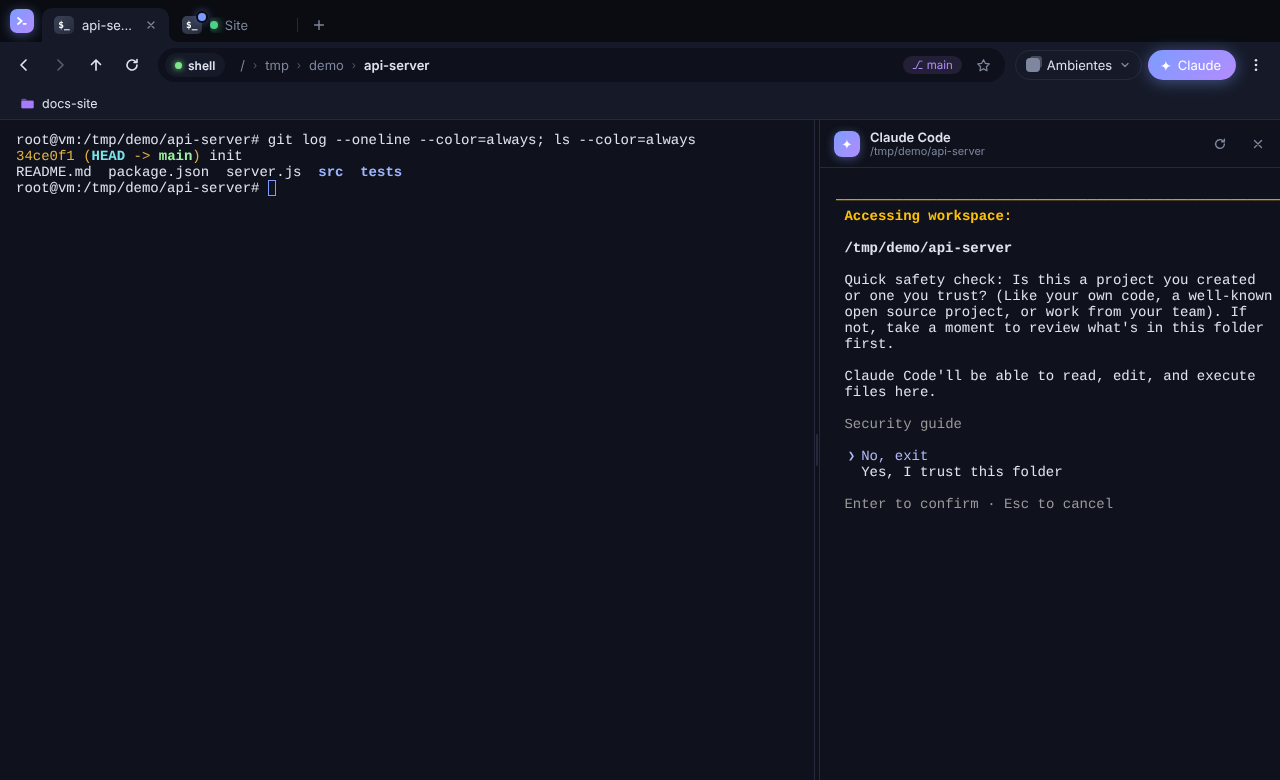 $_ api-se...
$_ Site
shell / › tmp › demo › api-server
main
Ambientes
Claude
docs-site
root@vm:/tmp/demo/api-server# git log --oneline --color=always; ls --color=always
34ce0f1 (HEAD -> main) init
README.md  package.json  server.js  src  tests
root@vm:/tmp/demo/api-server#
Claude Code
/tmp/demo/api-server
Accessing workspace:
/tmp/demo/api-server
Quick safety check: Is this a project you created
or one you trust? (Like your own code, a well-known
open source project, or work from your team). If
not, take a moment to review what's in this folder
first.
Claude Code'll be able to read, edit, and execute
files here.
Security guide
❯ No, exit
Yes, I trust this folder
Enter to confirm · Esc to cancel